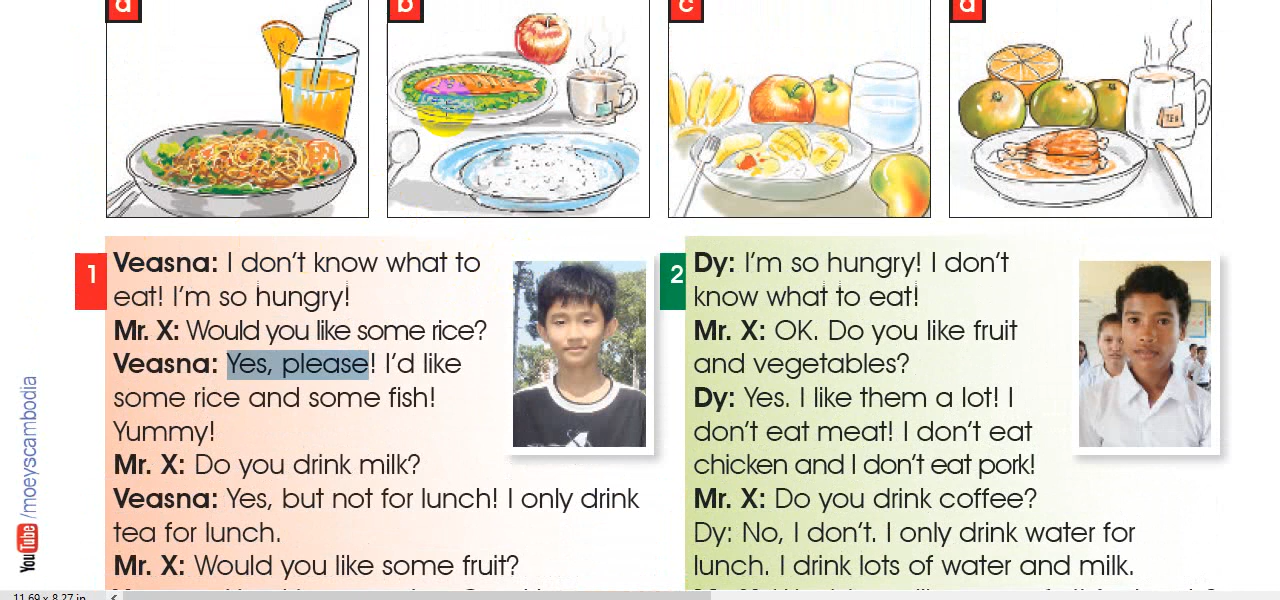 a
b
c
d
TEA
1
Veasna: I don't know what to
eat! I'm so hungry!
Mr. X: Would you like some rice?
Veasna: Yes, please! I'd like
some rice and some fish!
Yummy!
Mr. X: Do you drink milk?
Veasna: Yes, but not for lunch! I only drink
tea for lunch.
Mr. X: Would you like some fruit?
2
Dy: I'm so hungry! I don't
know what to eat!
Mr. X: OK. Do you like fruit
and vegetables?
Dy: Yes. I like them a lot! I
don't eat meat! I don't eat
chicken and I don't eat pork!
Mr. X: Do you drink coffee?
Dy: No, I don't. I only drink water for
lunch. I drink lots of water and milk.
YouTube /moeyscambodia
11.69 x 8.27 in